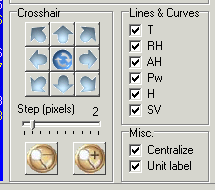 Crosshair
Step (pixels) 2
Lines & Curves
T
RH
AH
Pw
H
SV
Misc.
Centralize
Unit label